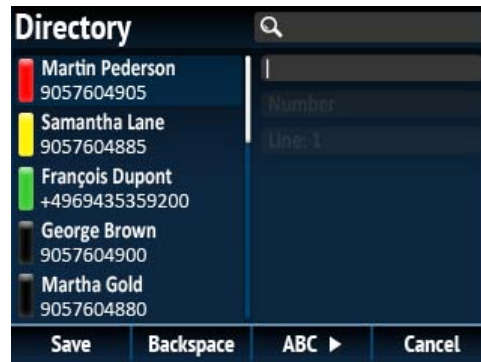 Directory
Martin Pederson
9057604905
Samantha Lane
9057604885
François Dupont
+4969435359200
George Brown
9057604900
Martha Gold
9057604880
Number
Line: 1
Save Backspace ABC ▶ Cancel